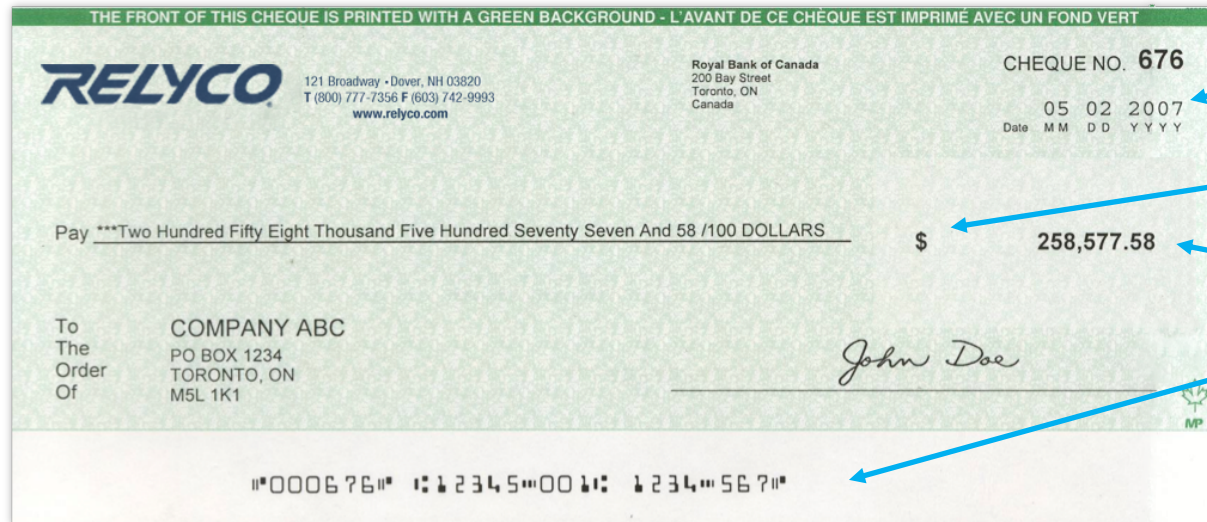 THE FRONT OF THIS CHEQUE IS PRINTED WITH A GREEN BACKGROUND - L'AVANT DE CE CHÈQUE EST IMPRIMÉ AVEC UN FOND VERT
RELYCO
121 Broadway • Dover, NH 03820
T (800) 777-7356 F (603) 742-9993
www.relyco.com
Royal Bank of Canada
200 Bay Street
Toronto, ON
Canada
CHEQUE NO. 676
05 02 2007
Date MM DD YYYY
Pay ***Two Hundred Fifty Eight Thousand Five Hundred Seventy Seven And 58 /100 DOLLARS
$ 258,577.58
To The Order Of
COMPANY ABC
PO BOX 1234
TORONTO, ON
M5L 1K1
John Doe
MP
⑈000676⑈ ⑆12345⑉001⑆ 1234⑉567⑈